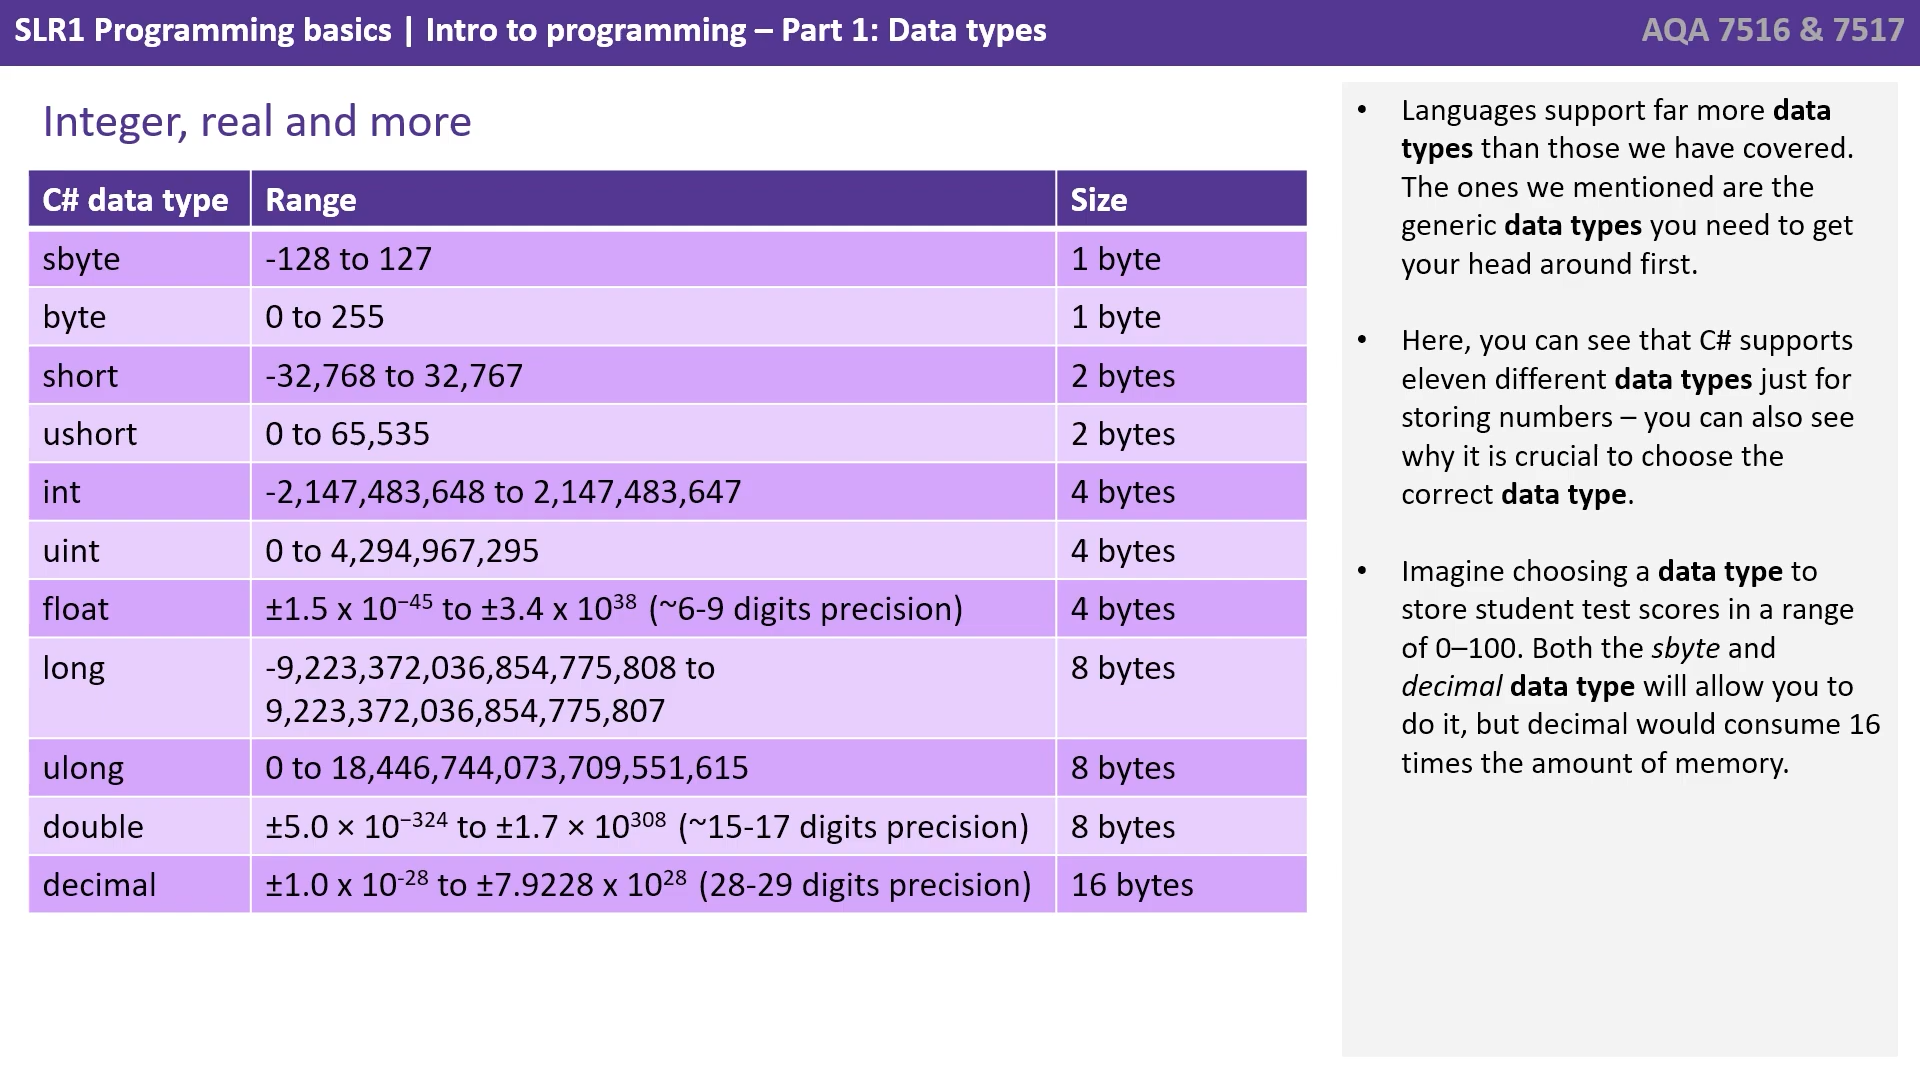 SLR1 Programming basics | Intro to programming – Part 1: Data types
AQA 7516 & 7517
Integer, real and more
C# data type Range Size
sbyte -128 to 127 1 byte
byte 0 to 255 1 byte
short -32,768 to 32,767 2 bytes
ushort 0 to 65,535 2 bytes
int -2,147,483,648 to 2,147,483,647 4 bytes
uint 0 to 4,294,967,295 4 bytes
float ±1.5 x 10⁻⁴⁵ to ±3.4 x 10³⁸ (~6-9 digits precision) 4 bytes
long -9,223,372,036,854,775,808 to 8 bytes
9,223,372,036,854,775,807
ulong 0 to 18,446,744,073,709,551,615 8 bytes
double ±5.0 × 10⁻³²⁴ to ±1.7 × 10³⁰⁸ (~15-17 digits precision) 8 bytes
decimal ±1.0 x 10⁻²⁸ to ±7.9228 x 10²⁸ (28-29 digits precision) 16 bytes
• Languages support far more data
types than those we have covered.
The ones we mentioned are the
generic data types you need to get
your head around first.
• Here, you can see that C# supports
eleven different data types just for
storing numbers – you can also see
why it is crucial to choose the
correct data type.
• Imagine choosing a data type to
store student test scores in a range
of 0–100. Both the sbyte and
decimal data type will allow you to
do it, but decimal would consume 16
times the amount of memory.